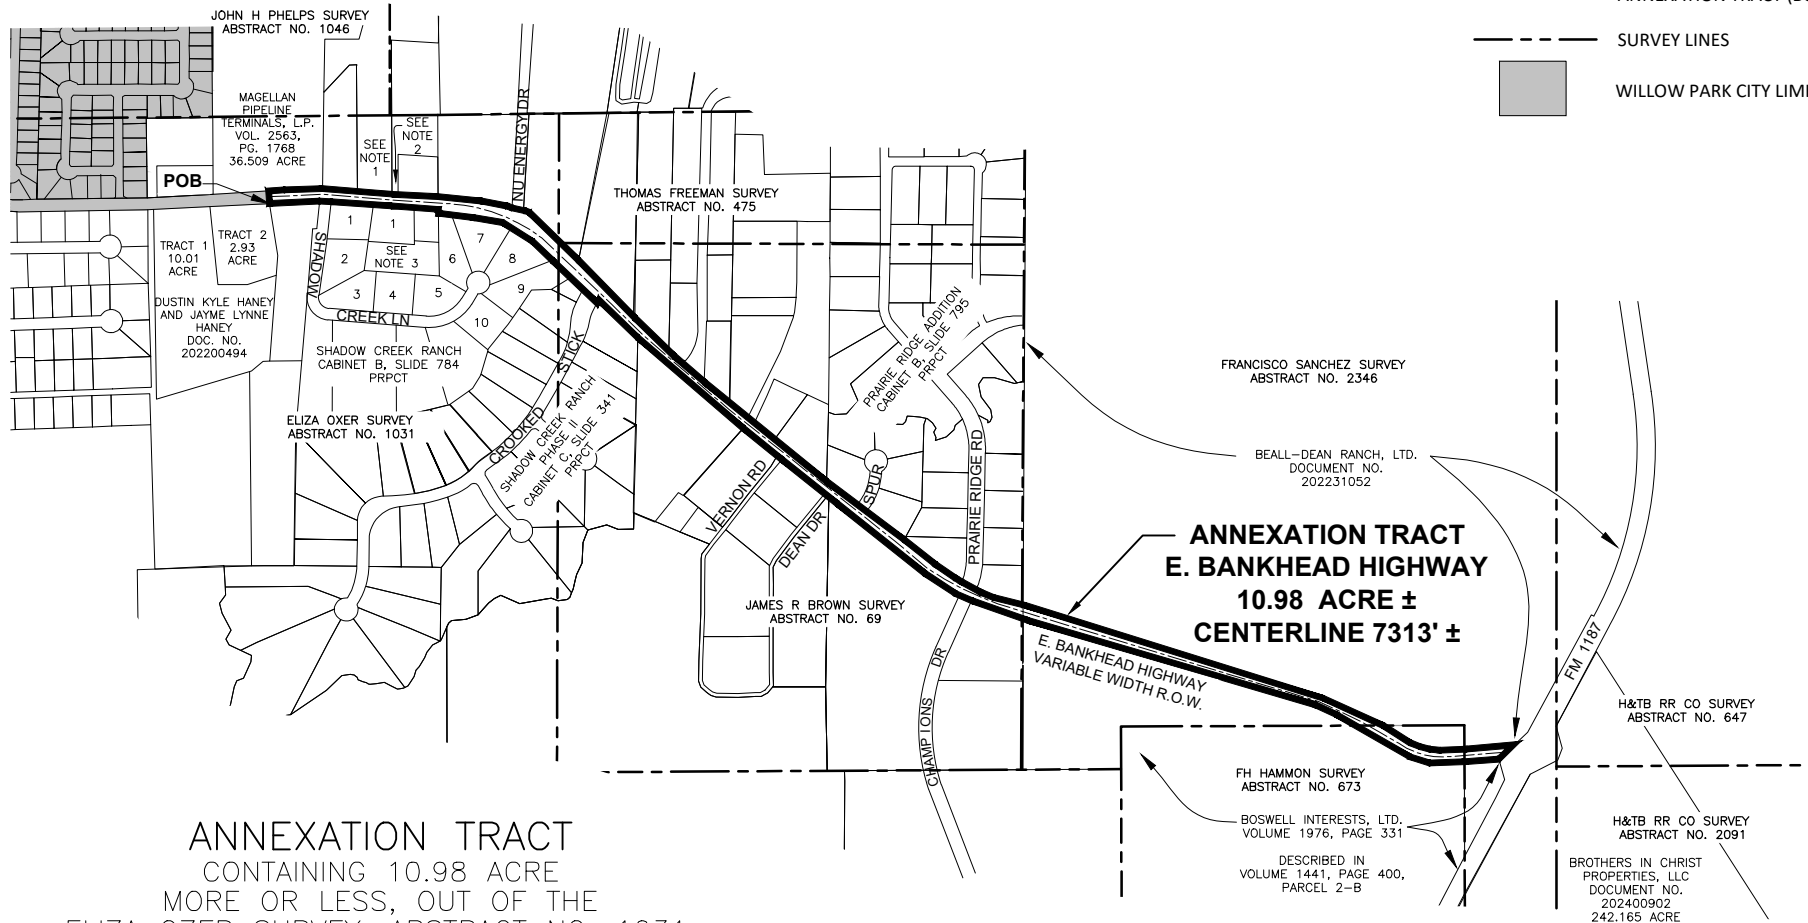 JOHN H PHELPS SURVEY
ABSTRACT NO. 1046
SURVEY LINES
MAGELLAN
PIPELINE
TERMINALS, L.P.
VOL. 2563,
PG. 1768
36.509 ACRE
SEE
NOTE
1
SEE
NOTE
2
NU ENERGY DR
POB
THOMAS FREEMAN SURVEY
ABSTRACT NO. 475
TRACT 1
10.01
ACRE
TRACT 2
2.93
ACRE
SHADOW
CREEK LN
1
1
2
SEE
NOTE 3
3
4
5
6
7
8
9
10
DUSTIN KYLE HANEY
AND JAYME LYNNE
HANEY
DOC. NO.
202200494
SHADOW CREEK RANCH
CABINET B, SLIDE 784
PRPCT
ELIZA OXER SURVEY
ABSTRACT NO. 1031
CROOKED
STICK
SHADOW CREEK RANCH
PHASE II
CABINET C, SLIDE 341
PRPCT
PRAIRIE RIDGE ADDITION
CABINET B, SLIDE 795
PRPCT
FRANCISCO SANCHEZ SURVEY
ABSTRACT NO. 2346
BEALL-DEAN RANCH, LTD.
DOCUMENT NO.
202231052
VERNON RD
DEAN DR
SPUR
PRAIRIE RIDGE RD
ANNEXATION TRACT
E. BANKHEAD HIGHWAY
10.98 ACRE ±
CENTERLINE 7313' ±
JAMES R BROWN SURVEY
ABSTRACT NO. 69
E. BANKHEAD HIGHWAY
VARIABLE WIDTH R.O.W.
CHAMPIONS DR
FM 1187
H&TB RR CO SURVEY
ABSTRACT NO. 647
FH HAMMON SURVEY
ABSTRACT NO. 673
BOSWELL INTERESTS, LTD.
VOLUME 1976, PAGE 331
DESCRIBED IN
VOLUME 1441, PAGE 400,
PARCEL 2-B
H&TB RR CO SURVEY
ABSTRACT NO. 2091
BROTHERS IN CHRIST
PROPERTIES, LLC
DOCUMENT NO.
202400902
242.165 ACRE
ANNEXATION TRACT
CONTAINING 10.98 ACRE
MORE OR LESS, OUT OF THE
WILLOW PARK CITY